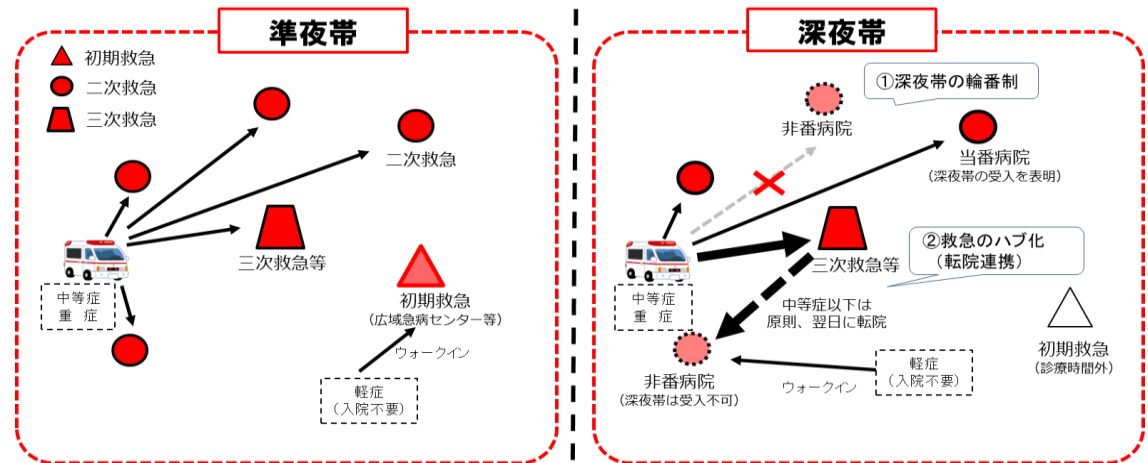 準夜帯
初期救急
二次救急
三次救急
二次救急
三次救急等
中等症
重 症
初期救急
（広域急病センター等）
ウォークイン
軽症
（入院不要）
深夜帯
①深夜帯の輪番制
非番病院
当番病院
（深夜帯の受入を表明）
②救急のハブ化
（転院連携）
三次救急等
中等症
重 症
中等症以下は
原則、翌日に転院
初期救急
（診療時間外）
非番病院
（深夜帯は受入不可）
ウォークイン
軽症
（入院不要）